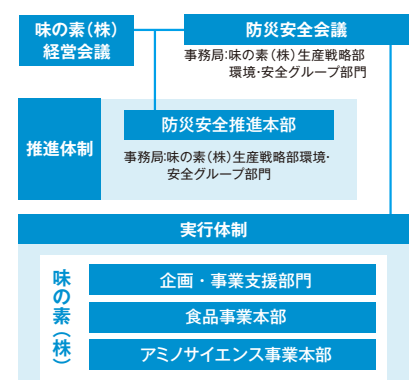 味の素（株）
経営会議
防災安全会議
事務局:味の素（株）生産戦略部
環境・安全グループ部門
推進体制
防災安全推進本部
事務局:味の素（株）生産戦略部環境・
安全グループ部門
実行体制
味の素（株）
企画・事業支援部門
食品事業本部
アミノサイエンス事業本部